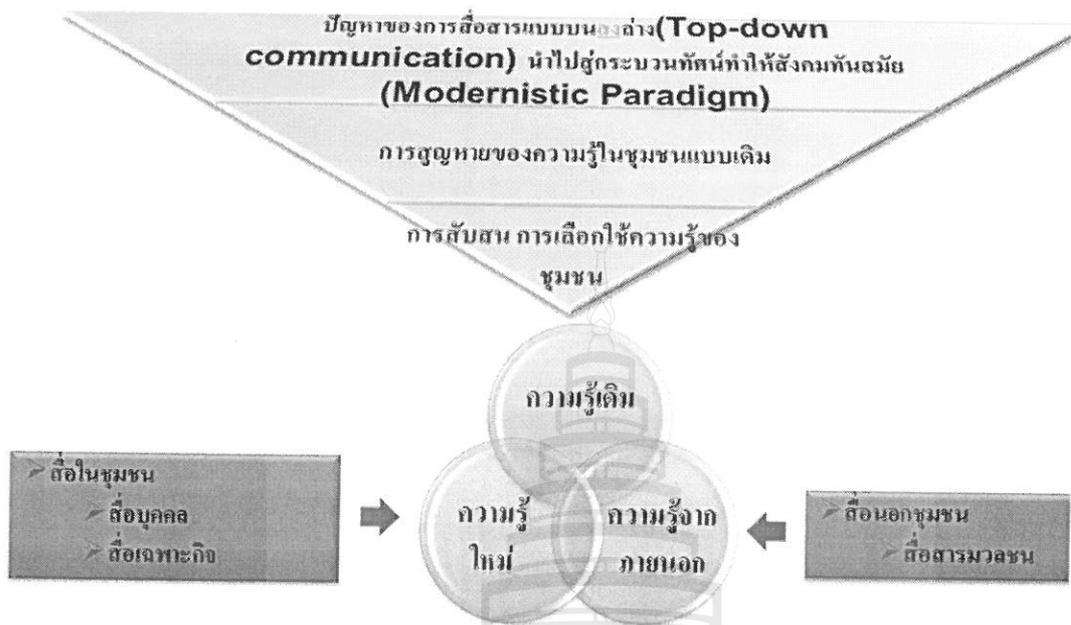 ปัญหาของการสื่อสารแบบบนลงล่าง(Top-down
communication) นำไปสู่กระบวนทัศน์ทำให้สังคมทันสมัย
(Modernistic Paradigm)
การสูญหายของความรู้ในชุมชนแบบเดิม
การสับสน การเลือกใช้ความรู้ของ
ชุมชน
ความรู้เดิม
สื่อในชุมชน
สื่อบุคคล
สื่อเฉพาะกิจ
ความรู้
ใหม่
ความรู้จาก
ภายนอก
สื่อนอกชุมชน
สื่อสารมวลชน